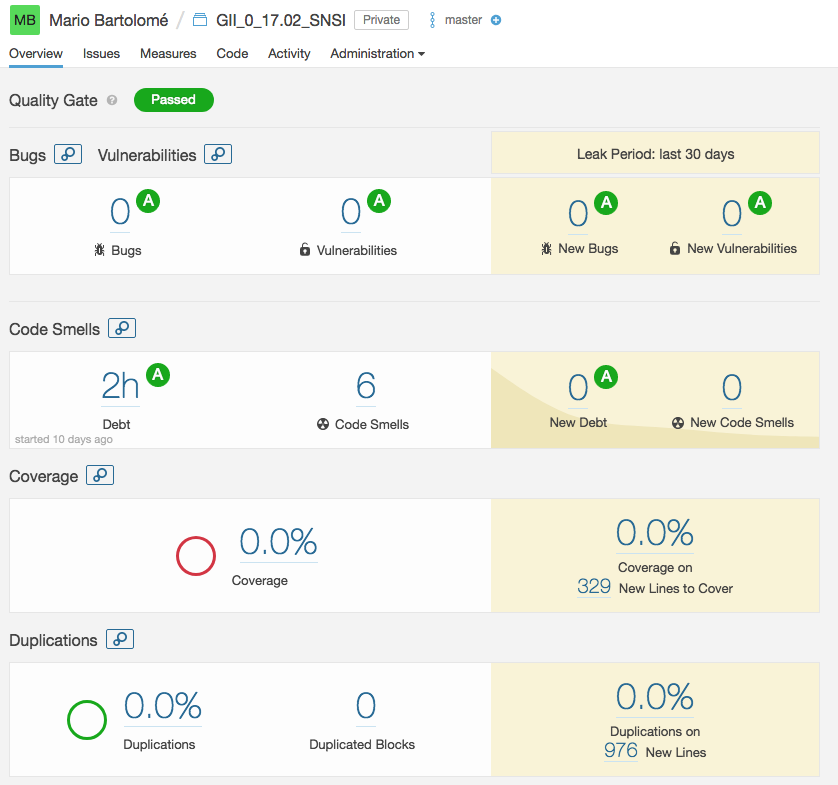 MB Mario Bartolomé / GII_0_17.02_SNSI Private master
Overview Issues Measures Code Activity Administration
Quality Gate ? Passed
Bugs Vulnerabilities
Leak Period: last 30 days
0 A 0 A 0 A 0 A
Bugs Vulnerabilities New Bugs New Vulnerabilities
Code Smells
2h A 6 0 A 0
Debt Code Smells New Debt New Code Smells
started 10 days ago
Coverage
0.0% 0.0%
Coverage Coverage on
329 New Lines to Cover
Duplications
0.0% 0 0.0%
Duplications Duplicated Blocks Duplications on
976 New Lines